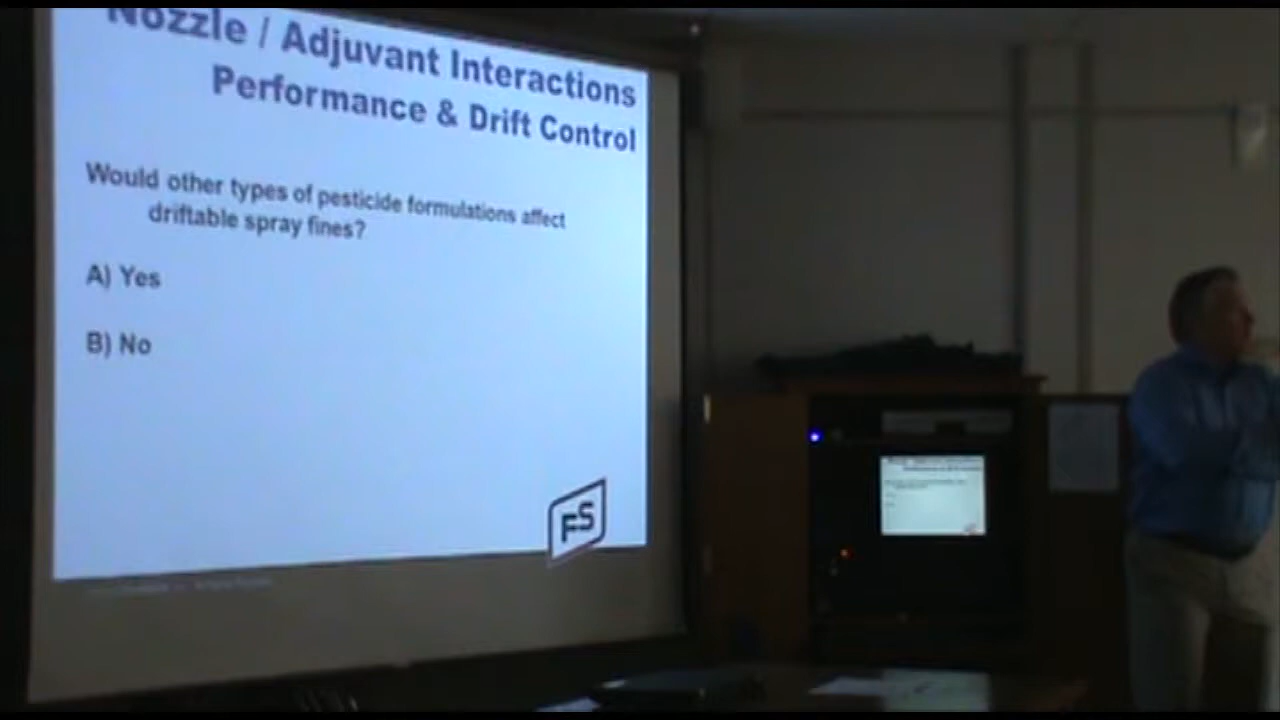 Nozzle / Adjuvant Interactions
Performance & Drift Control
Would other types of pesticide formulations affect
driftable spray fines?
A) Yes
B) No
FS